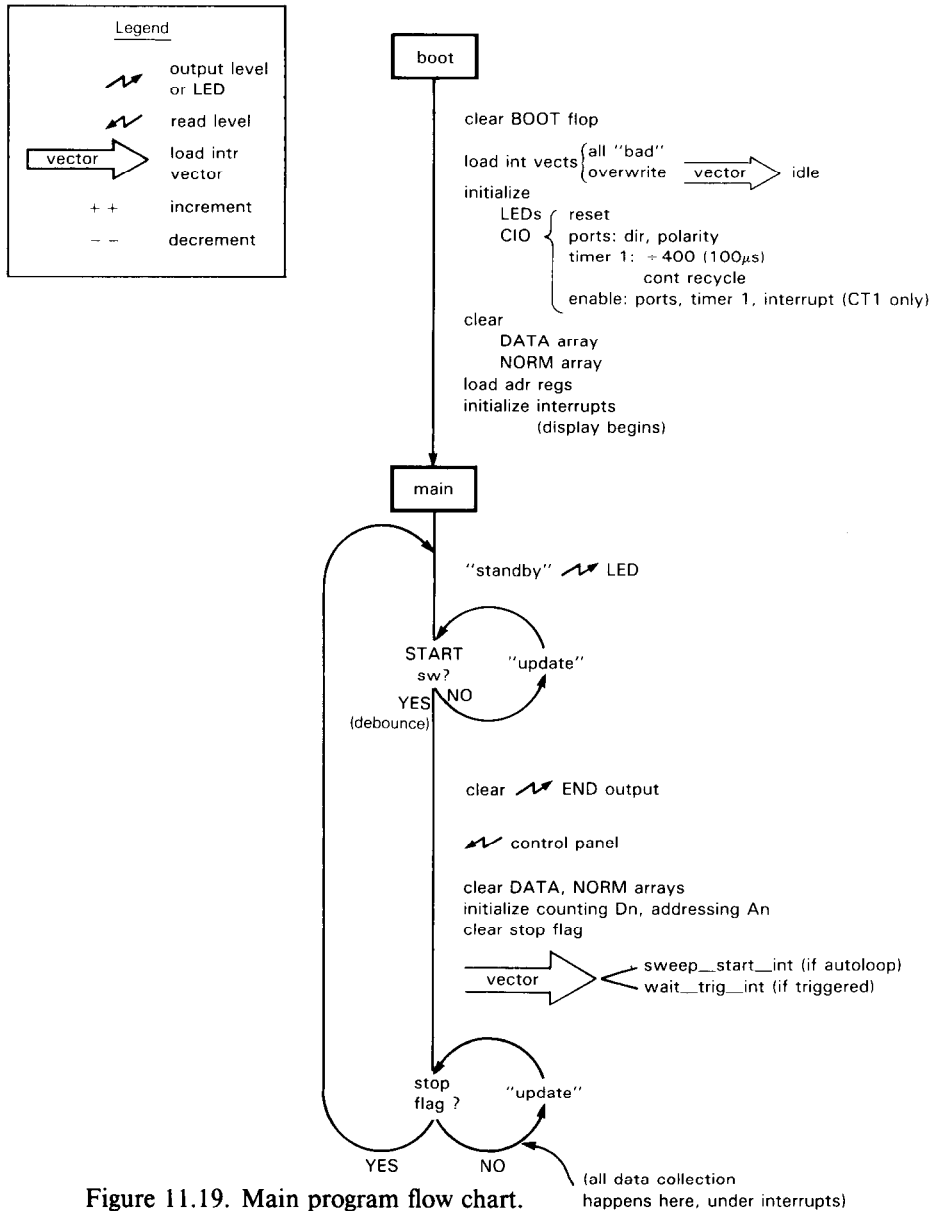 Legend
output level
or LED
read level
vector
load intr
vector
+ + increment
- - decrement
boot
clear BOOT flop
load int vects { all "bad"
overwrite vector idle
initialize
LEDs { reset
CIO ports: dir, polarity
timer 1: ÷400 (100μs)
cont recycle
enable: ports, timer 1, interrupt (CT1 only)
clear
DATA array
NORM array
load adr regs
initialize interrupts
(display begins)
main
"standby" LED
START
sw?
"update"
YES NO
(debounce)
clear END output
control panel
clear DATA, NORM arrays
initialize counting Dn, addressing An
clear stop flag
vector
sweep__start__int (if autoloop)
wait__trig__int (if triggered)
stop
flag ?
"update"
YES NO
(all data collection
happens here, under interrupts)
Figure 11.19. Main program flow chart.